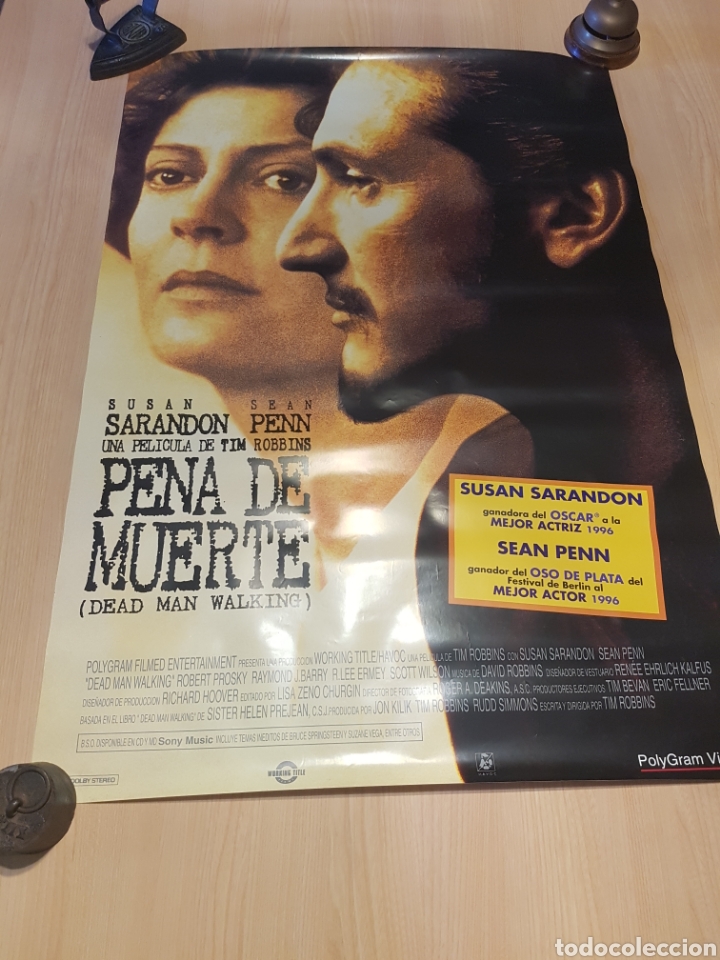 SUSAN SEAN
SARANDON PENN
UNA PELICULA DE TIM ROBBINS
PENA DE
MUERTE
(DEAD MAN WALKING)
SUSAN SARANDON
ganadora del OSCAR® a la
MEJOR ACTRIZ 1996
SEAN PENN
ganador del OSO DE PLATA del
Festival de Berlin al
MEJOR ACTOR 1996
POLYGRAM FILMED ENTERTAINMENT PRESENTA UNA PRODUCCION WORKING TITLE/HAVOC UNA PELICULA DE TIM ROBBINS CON SUSAN SARANDON SEAN PENN
"DEAD MAN WALKING" ROBERT PROSKY RAYMOND J.BARRY R.LEE ERMEY SCOTT WILSON MUSICA DE DAVID ROBBINS DISEÑADOR DE VESTUARIO RENEE EHRLICH KALFUS
DISEÑADOR DE PRODUCCION RICHARD HOOVER EDITADO POR LISA ZENO CHURGIN DIRECTOR DE FOTOGRAFIA ROGER A. DEAKINS, A.S.C. PRODUCTORES EJECUTIVOS TIM BEVAN ERIC FELLNER
BASADA EN EL LIBRO "DEAD MAN WALKING" DE SISTER HELEN PREJEAN, C.S.J. PRODUCIDA POR JON KILIK TIM ROBBINS RUDD SIMMONS ESCRITA Y DIRIGIDA POR TIM ROBBINS
B.S.O. DISPONIBLE EN CD Y MD Sony Music INCLUYE TEMAS INEDITOS DE BRUCE SPRINGSTEEN Y SUZANE VEGA, ENTRE OTROS.
DOLBY STEREO
WORKING TITLE
HAVOC
PolyGram Vi
todocoleccion